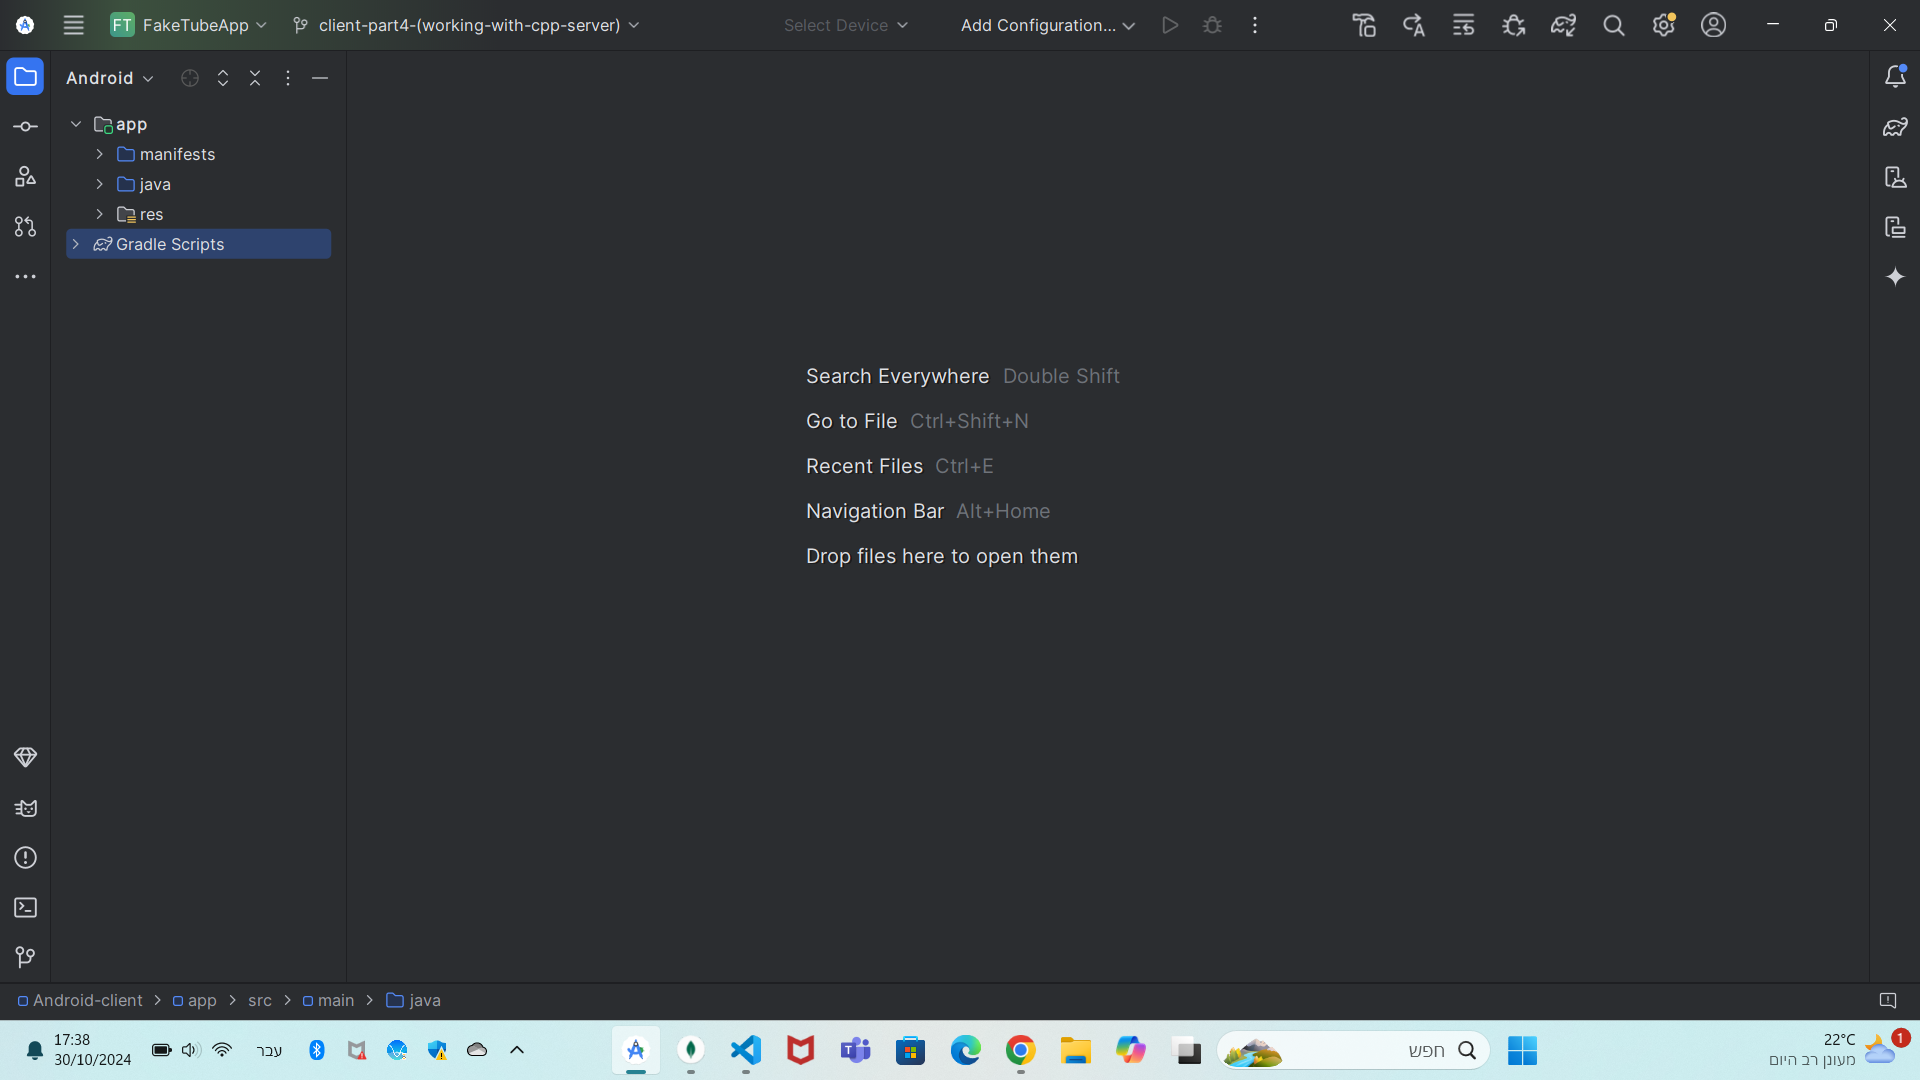 FT FakeTubeApp client-part4-(working-with-cpp-server) Select Device Add Configuration...
Android
app
manifests
java
res
Gradle Scripts
Search Everywhere Double Shift
Go to File Ctrl+Shift+N
Recent Files Ctrl+E
Navigation Bar Alt+Home
Drop files here to open them
Android-client > app > src > main > java
17:38
30/10/2024
עבר
חפש
22°C
מעונן רב היום
1